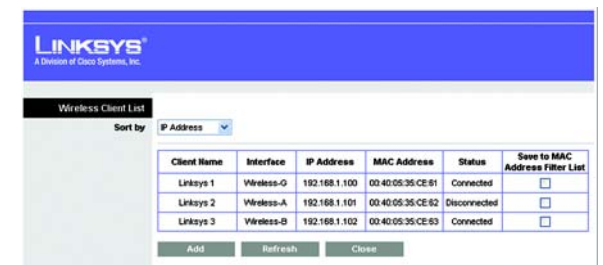 LINKSYS®
A Division of Cisco Systems, Inc.
Wireless Client List
Sort by IP Address
Client Name Interface IP Address MAC Address Status Save to MAC Address Filter List
Linksys 1 Wireless-G 192.168.1.100 00:40:05:35:CE:61 Connected
Linksys 2 Wireless-A 192.168.1.101 00:40:05:35:CE:62 Disconnected
Linksys 3 Wireless-B 192.168.1.102 00:40:05:35:CE:63 Connected
Add Refresh Close